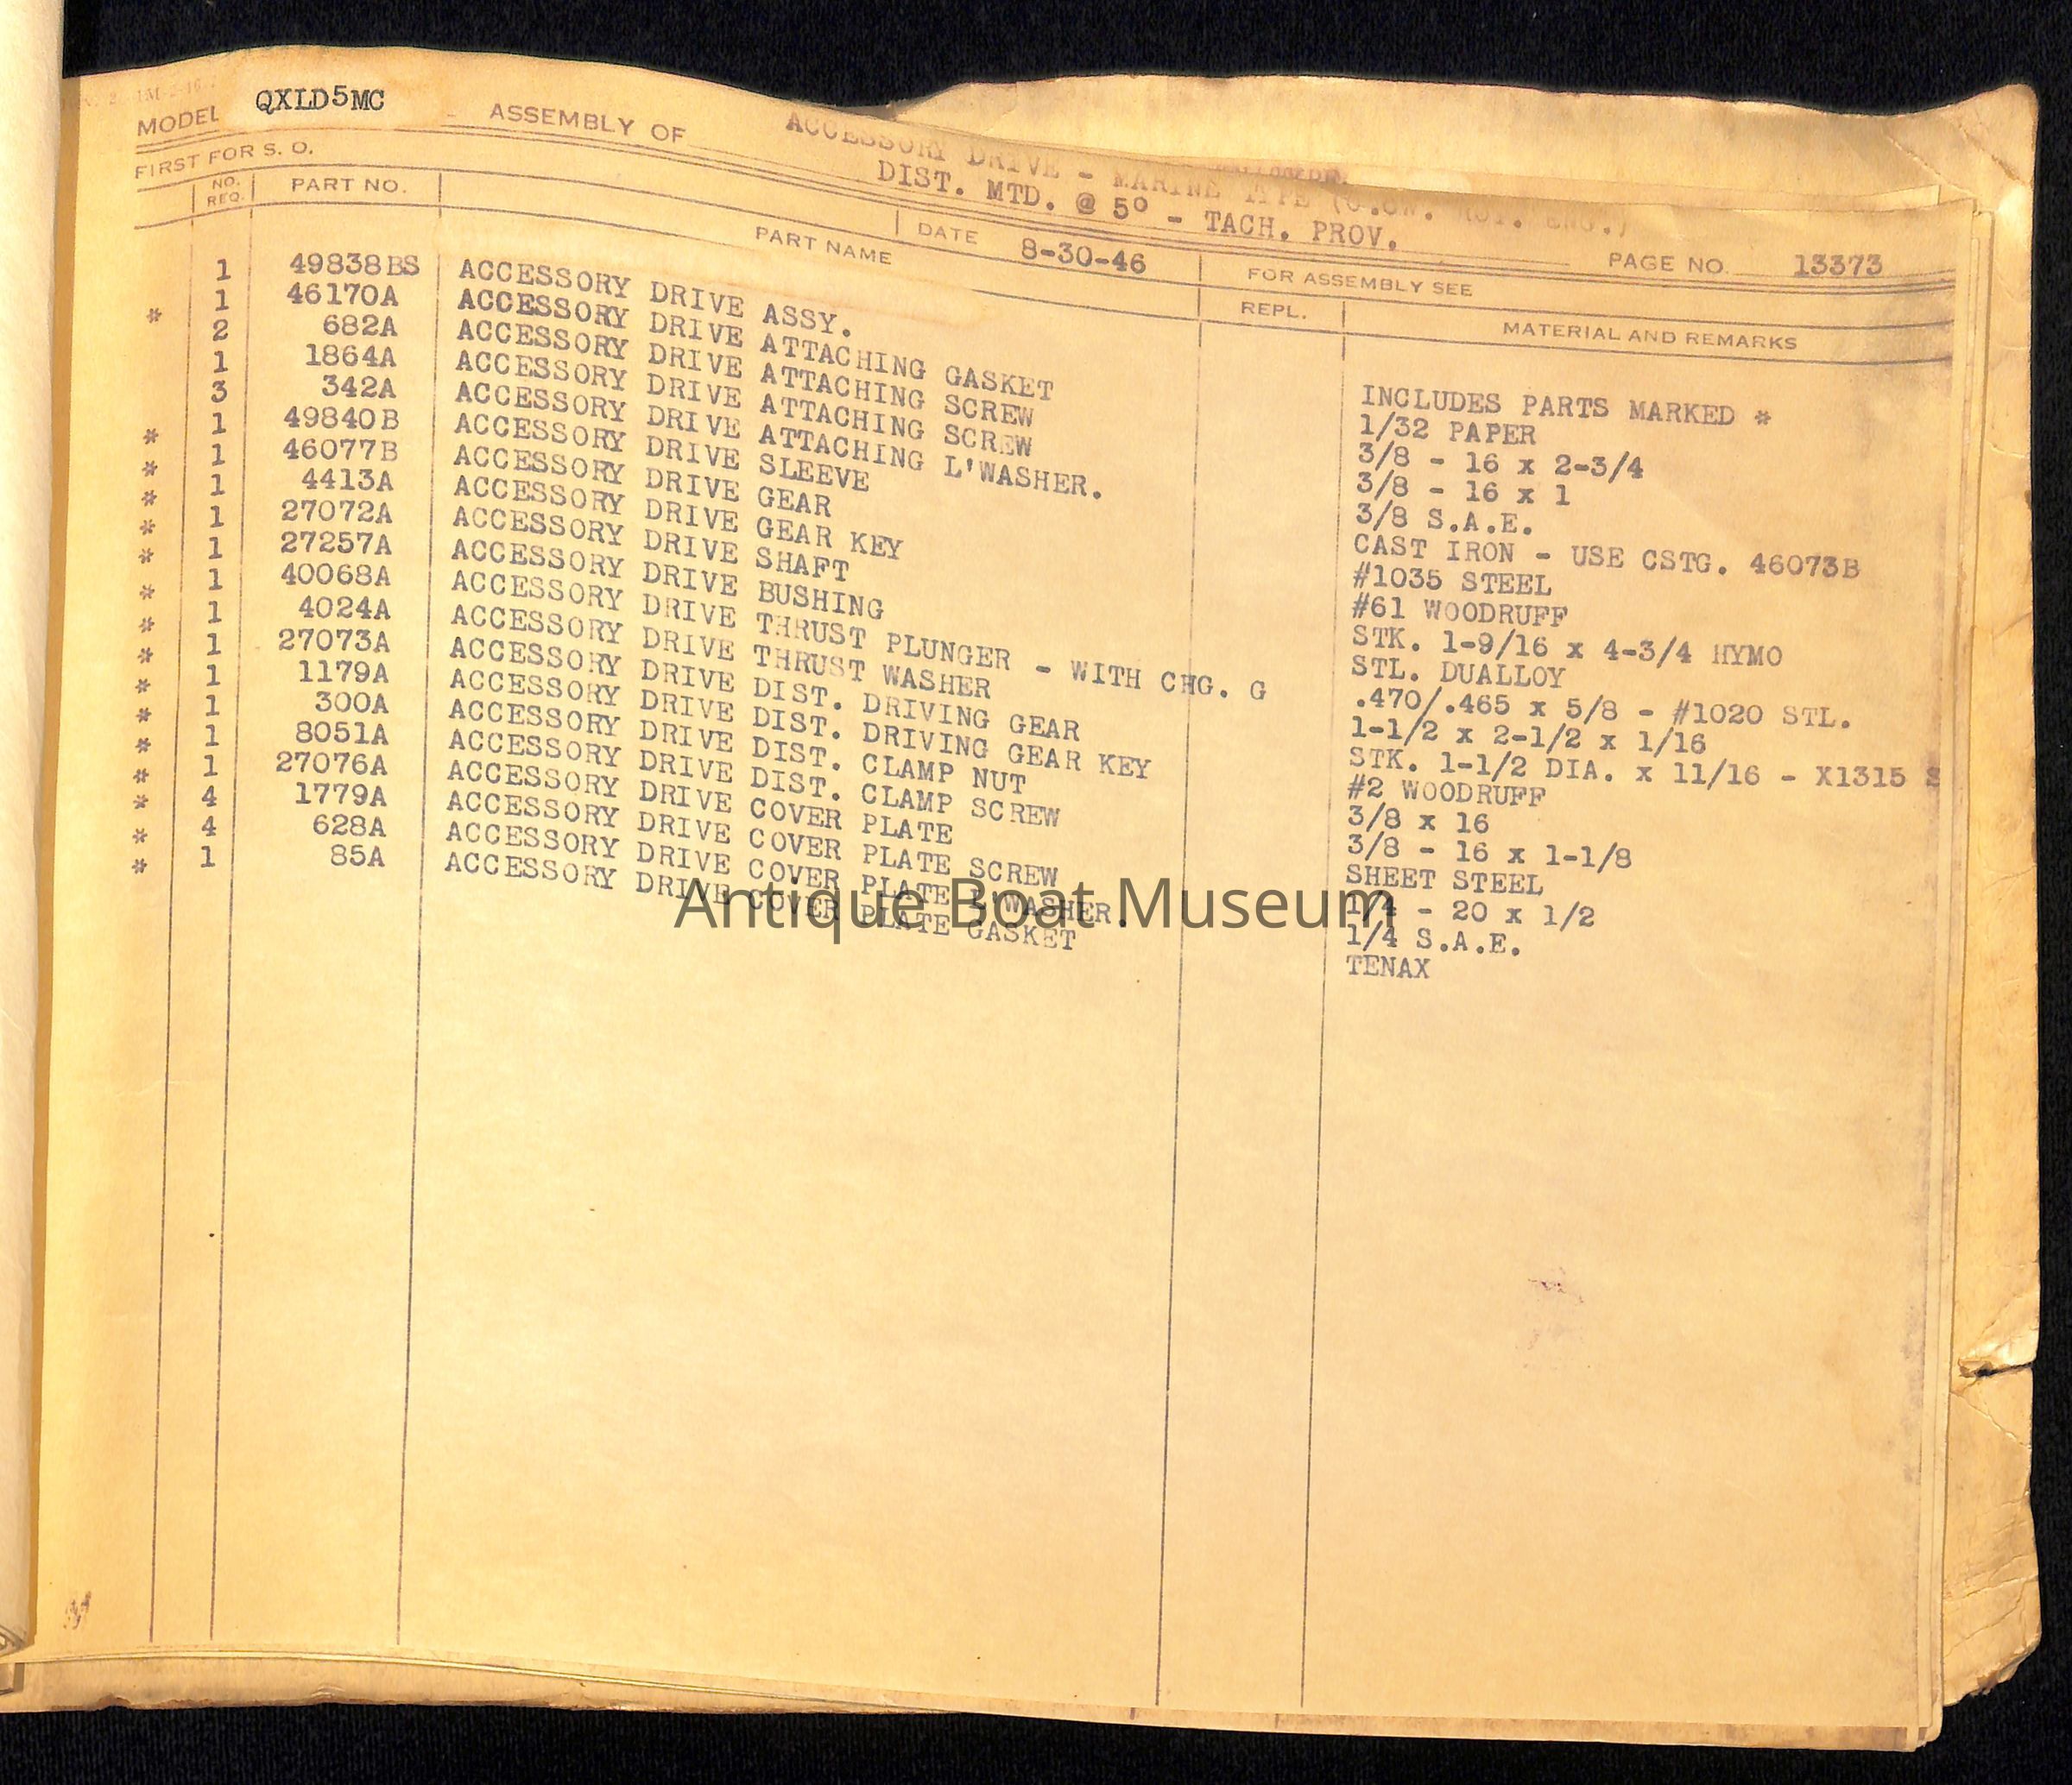 MODEL QXLD5MC ASSEMBLY OF ACCESSORY DRIVE - MARINE TYPE
DIST. MTD. @ 5° - TACH. PROV.
FIRST FOR S. O. DATE 8-30-46 PAGE NO. 13373
FOR ASSEMBLY SEE
NO. REQ. PART NO. PART NAME REPL. MATERIAL AND REMARKS
1 49838BS ACCESSORY DRIVE ASSY. INCLUDES PARTS MARKED *
* 1 46170A ACCESSORY DRIVE ATTACHING GASKET 1/32 PAPER
2 682A ACCESSORY DRIVE ATTACHING SCREW 3/8 - 16 x 2-3/4
1 1864A ACCESSORY DRIVE ATTACHING SCREW 3/8 - 16 x 1
3 342A ACCESSORY DRIVE ATTACHING L'WASHER. 3/8 S.A.E.
* 1 49840B ACCESSORY DRIVE SLEEVE CAST IRON - USE CSTG. 46073B
* 1 46077B ACCESSORY DRIVE GEAR #1035 STEEL
* 1 4413A ACCESSORY DRIVE GEAR KEY #61 WOODRUFF
* 1 27072A ACCESSORY DRIVE SHAFT STK. 1-9/16 x 4-3/4 HYMO
* 1 27257A ACCESSORY DRIVE BUSHING STL. DUALLOY
* 1 40068A ACCESSORY DRIVE THRUST PLUNGER - WITH CHG. G .470/.465 x 5/8 - #1020 STL.
* 1 4024A ACCESSORY DRIVE THRUST WASHER 1-1/2 x 2-1/2 x 1/16
* 1 27073A ACCESSORY DRIVE DIST. DRIVING GEAR STK. 1-1/2 DIA. x 11/16 - X1315 S
* 1 1179A ACCESSORY DRIVE DIST. DRIVING GEAR KEY #2 WOODRUFF
* 1 300A ACCESSORY DRIVE DIST. CLAMP NUT 3/8 x 16
* 1 8051A ACCESSORY DRIVE DIST. CLAMP SCREW 3/8 - 16 x 1-1/8
* 1 27076A ACCESSORY DRIVE COVER PLATE SHEET STEEL
* 4 1779A ACCESSORY DRIVE COVER PLATE SCREW 1/4 - 20 x 1/2
* 4 628A ACCESSORY DRIVE COVER PLATE L'WASHER. 1/4 S.A.E.
* 1 85A ACCESSORY DRIVE COVER PLATE GASKET TENAX
Antique Boat Museum